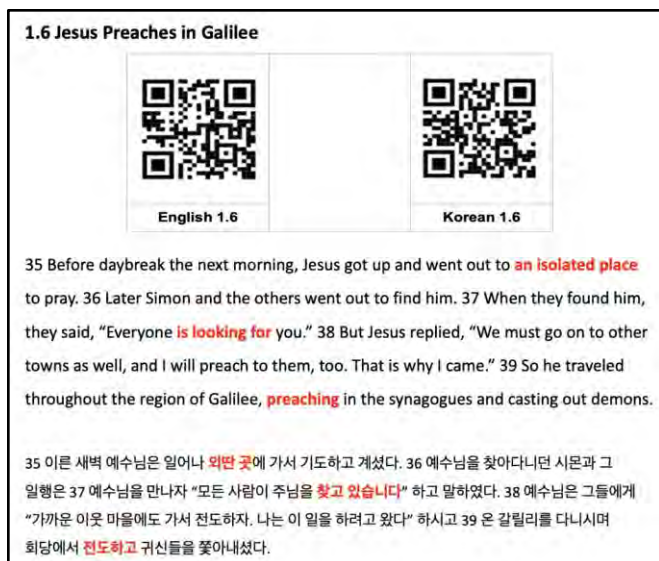 1.6 Jesus Preaches in Galilee
English 1.6
Korean 1.6
35 Before daybreak the next morning, Jesus got up and went out to an isolated place
to pray. 36 Later Simon and the others went out to find him. 37 When they found him,
they said, “Everyone is looking for you.” 38 But Jesus replied, “We must go on to other
towns as well, and I will preach to them, too. That is why I came.” 39 So he traveled
throughout the region of Galilee, preaching in the synagogues and casting out demons.
35 이른 새벽 예수님은 일어나 외딴 곳에 가서 기도하고 계셨다. 36 예수님을 찾아다니던 시몬과 그
일행은 37 예수님을 만나자 “모든 사람이 주님을 찾고 있습니다” 하고 말하였다. 38 예수님은 그들에게
“가까운 이웃 마을에도 가서 전도하자. 나는 이 일을 하려고 왔다” 하시고 39 온 갈릴리를 다니시며
회당에서 전도하고 귀신들을 쫓아내셨다.